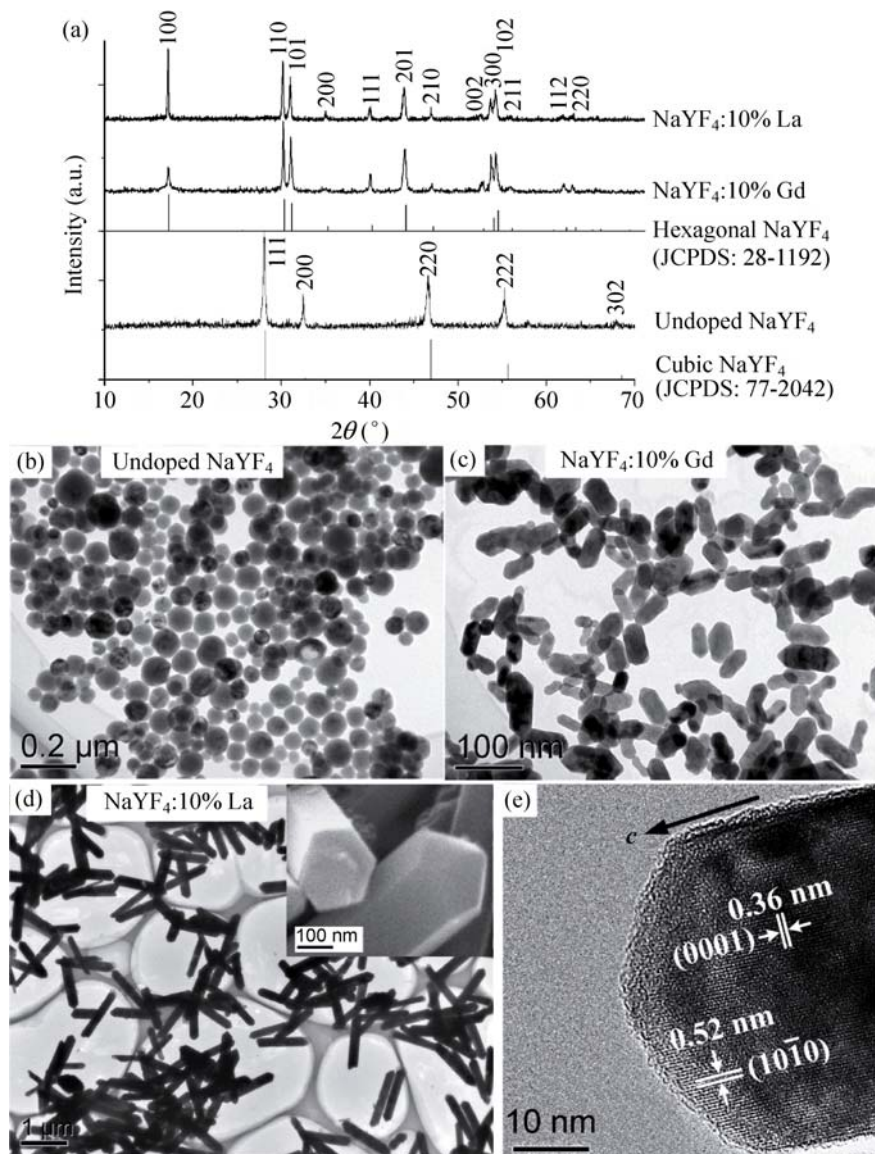 (a)
100
110
101
200
111
201
210
002
300
102
211
112
220
NaYF₄:10% La
NaYF₄:10% Gd
Hexagonal NaYF₄
(JCPDS: 28-1192)
111
200
220
222
302
Undoped NaYF₄
Cubic NaYF₄
(JCPDS: 77-2042)
Intensity (a.u.)
10 20 30 40 50 60 70
2θ (°)
(b) Undoped NaYF₄
0.2 μm
(c) NaYF₄:10% Gd
100 nm
(d) NaYF₄:10% La
100 nm
1 μm
(e)
c
0.36 nm
(0001)
0.52 nm
(101̄0)
10 nm